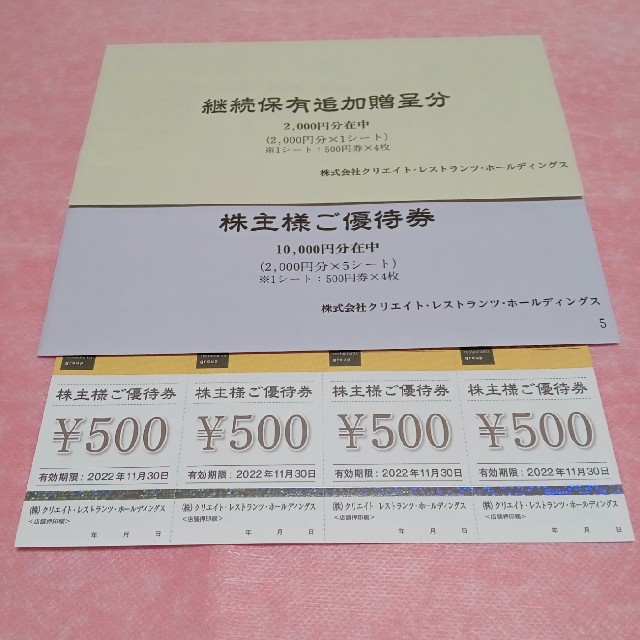 継続保有追加贈呈分
2,000円分在中
(2,000円分×1シート)
※1シート：500円券×4枚
株式会社クリエイト・レストランツ・ホールディングス
株主様ご優待券
10,000円分在中
(2,000円分×5シート)
※1シート：500円券×4枚
株式会社クリエイト・レストランツ・ホールディングス
5
group group group group
株主様ご優待券 株主様ご優待券 株主様ご優待券 株主様ご優待券
¥500 ¥500 ¥500 ¥500
有効期限：2022年11月30日 有効期限：2022年11月30日 有効期限：2022年11月30日 有効期限：2022年11月30日
(株)クリエイト・レストランツ・ホールディングス (株)クリエイト・レストランツ・ホールディングス (株)クリエイト・レストランツ・ホールディングス (株)クリエイト・レストランツ・ホールディングス
<店舗押印欄> <店舗押印欄> <店舗押印欄> <店舗押印欄>
年 月 日 年 月 日 年 月 日 年 月 日